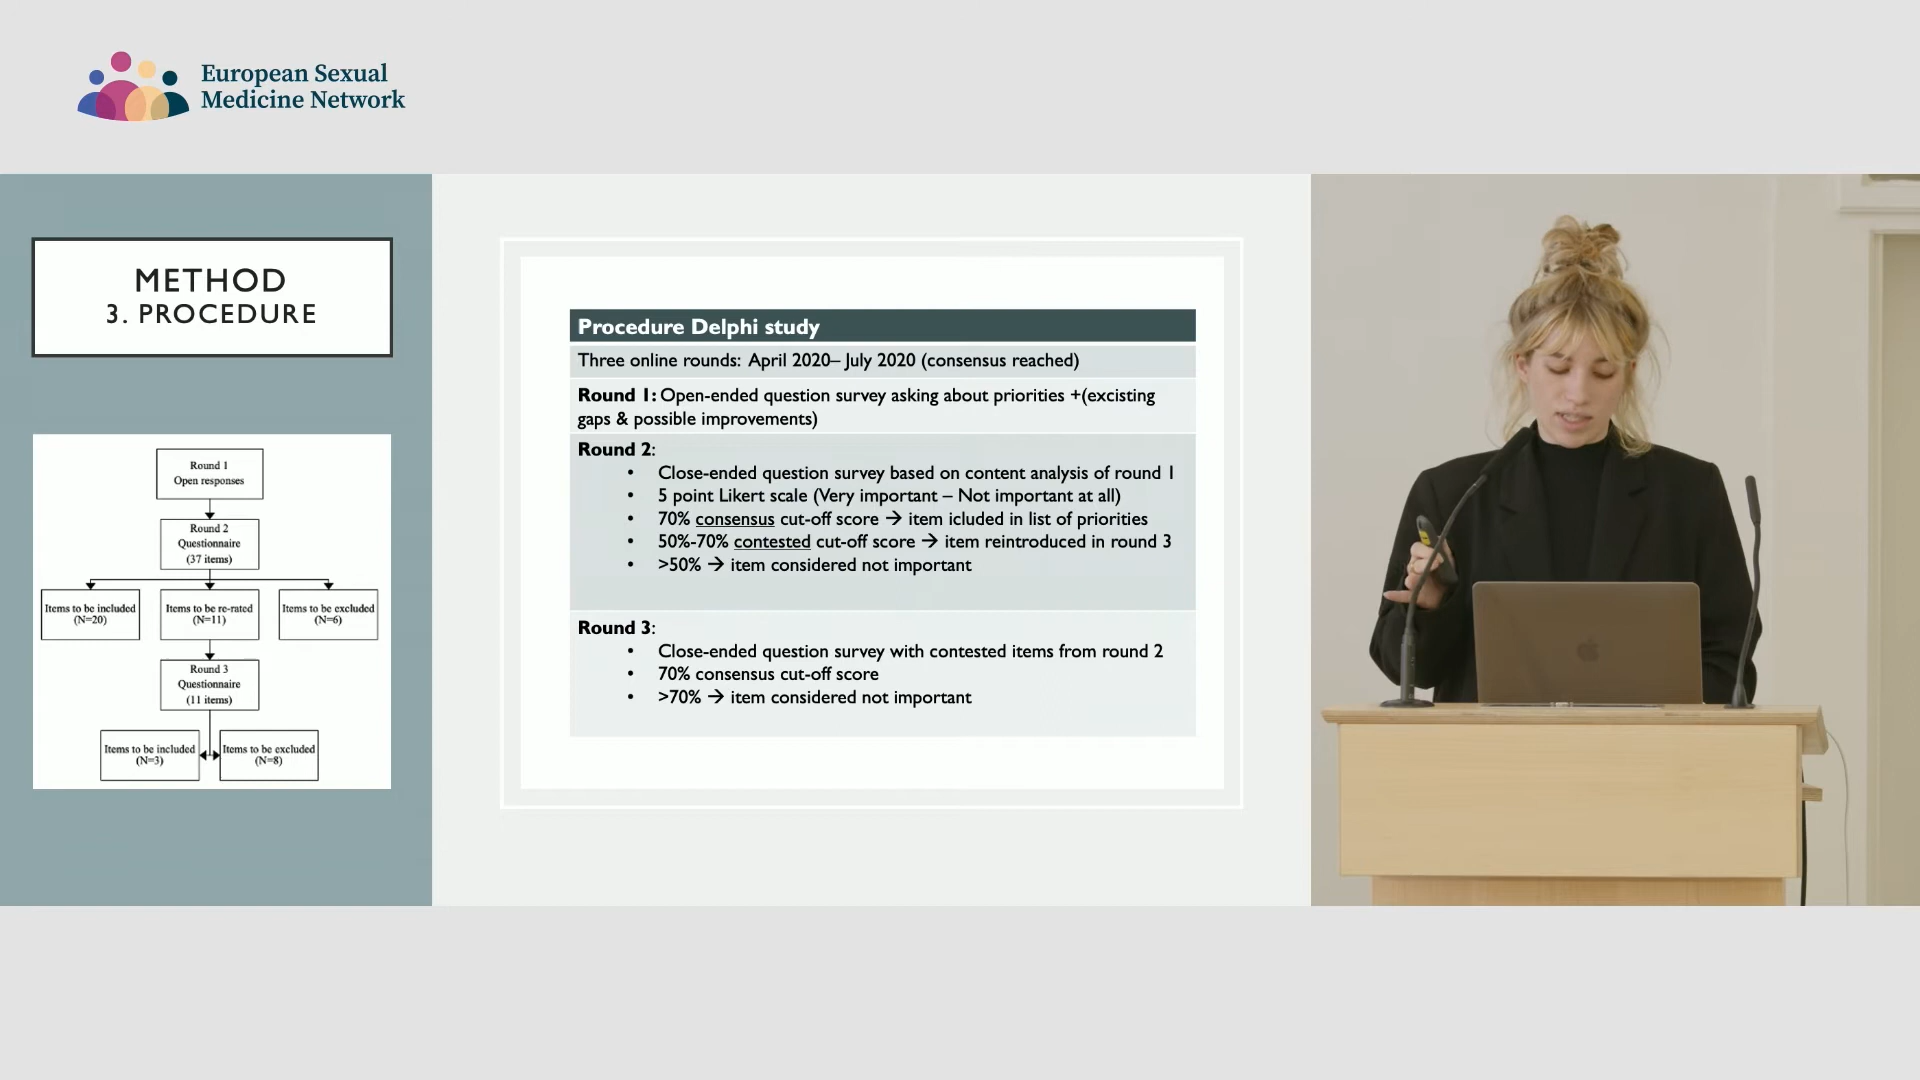 European Sexual
Medicine Network
METHOD
3. PROCEDURE
Round 1
Open responses
Round 2
Questionnaire
(37 items)
Items to be included
(N=20)
Items to be re-rated
(N=11)
Items to be excluded
(N=6)
Round 3
Questionnaire
(11 items)
Items to be included
(N=3)
Items to be excluded
(N=8)
Procedure Delphi study
Three online rounds: April 2020– July 2020 (consensus reached)
Round 1: Open-ended question survey asking about priorities +(excisting
gaps & possible improvements)
Round 2:
• Close-ended question survey based on content analysis of round 1
• 5 point Likert scale (Very important – Not important at all)
• 70% consensus cut-off score → item icluded in list of priorities
• 50%-70% contested cut-off score → item reintroduced in round 3
• >50% → item considered not important
Round 3:
• Close-ended question survey with contested items from round 2
• 70% consensus cut-off score
• >70% → item considered not important